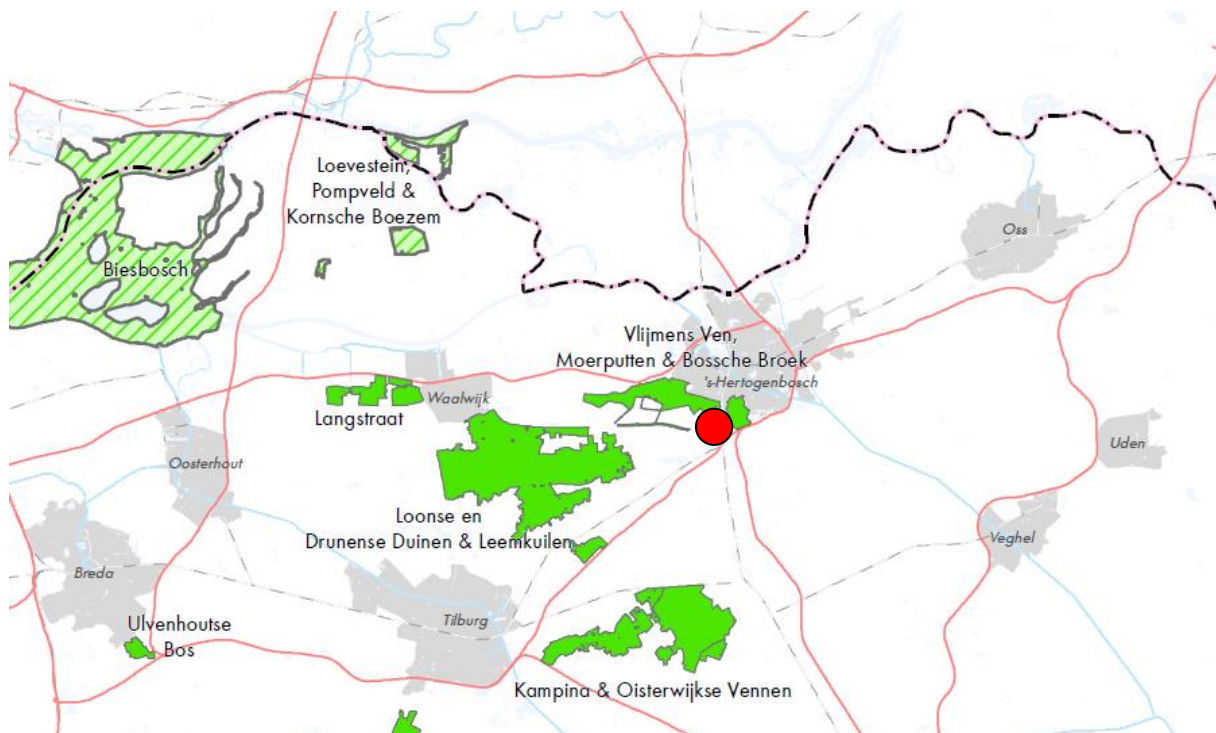 Loevestein,
Pompveld &
Kornsche Boezem
Oss
Biesbosch
Vlijmens Ven,
Moerputten & Bossche Broek
's-Hertogenbosch
Waalwijk
Langstraat
Oosterhout
Uden
Loonse en
Drunense Duinen & Leemkuilen
Veghel
Breda
Tilburg
Ulvenhoutse
Bos
Kampina & Oisterwijkse Vennen